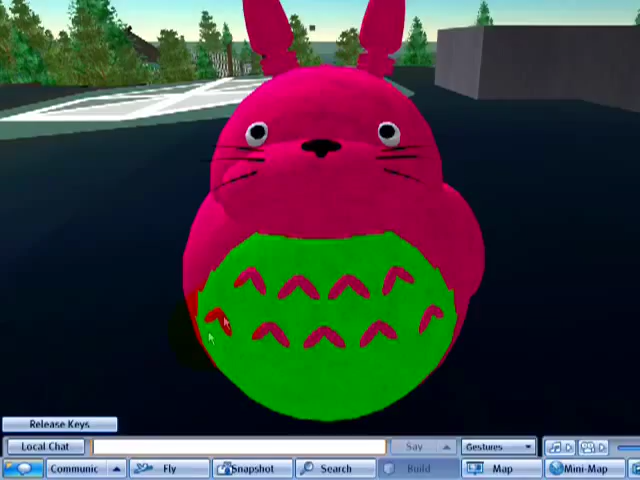 Release Keys
Local Chat Say Gestures
Communic Fly Snapshot Search Build Map Mini-Map